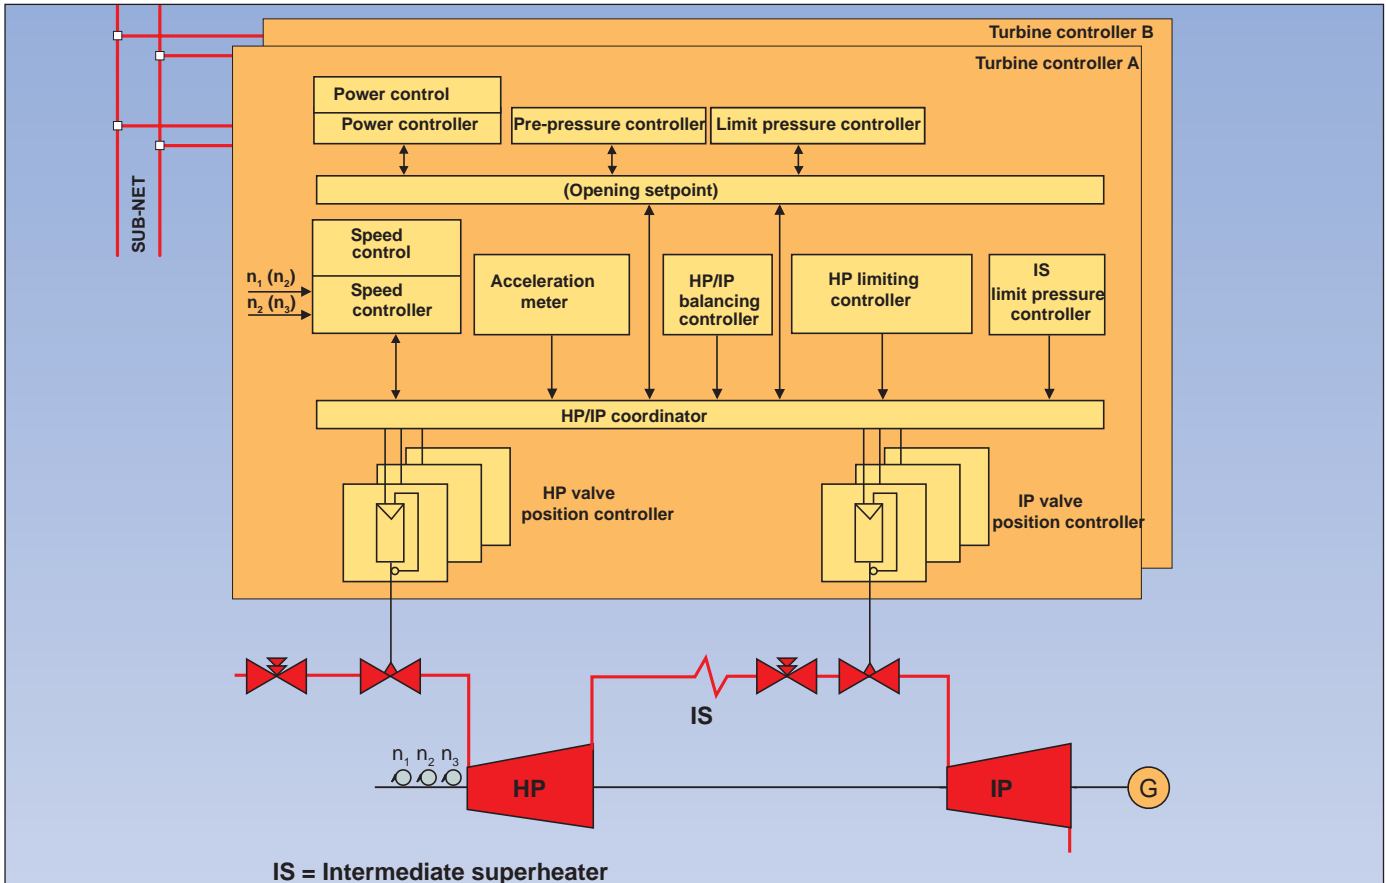 Turbine controller B
Turbine controller A
Power control
Power controller
Pre-pressure controller
Limit pressure controller
(Opening setpoint)
SUB-NET
Speed
control
n₁ (n₂)
n₂ (n₃)
Speed
controller
Acceleration
meter
HP/IP
balancing
controller
HP limiting
controller
IS
limit pressure
controller
HP/IP coordinator
HP valve
position controller
IP valve
position controller
IS
n₁ n₂ n₃
HP
IP
G
IS = Intermediate superheater